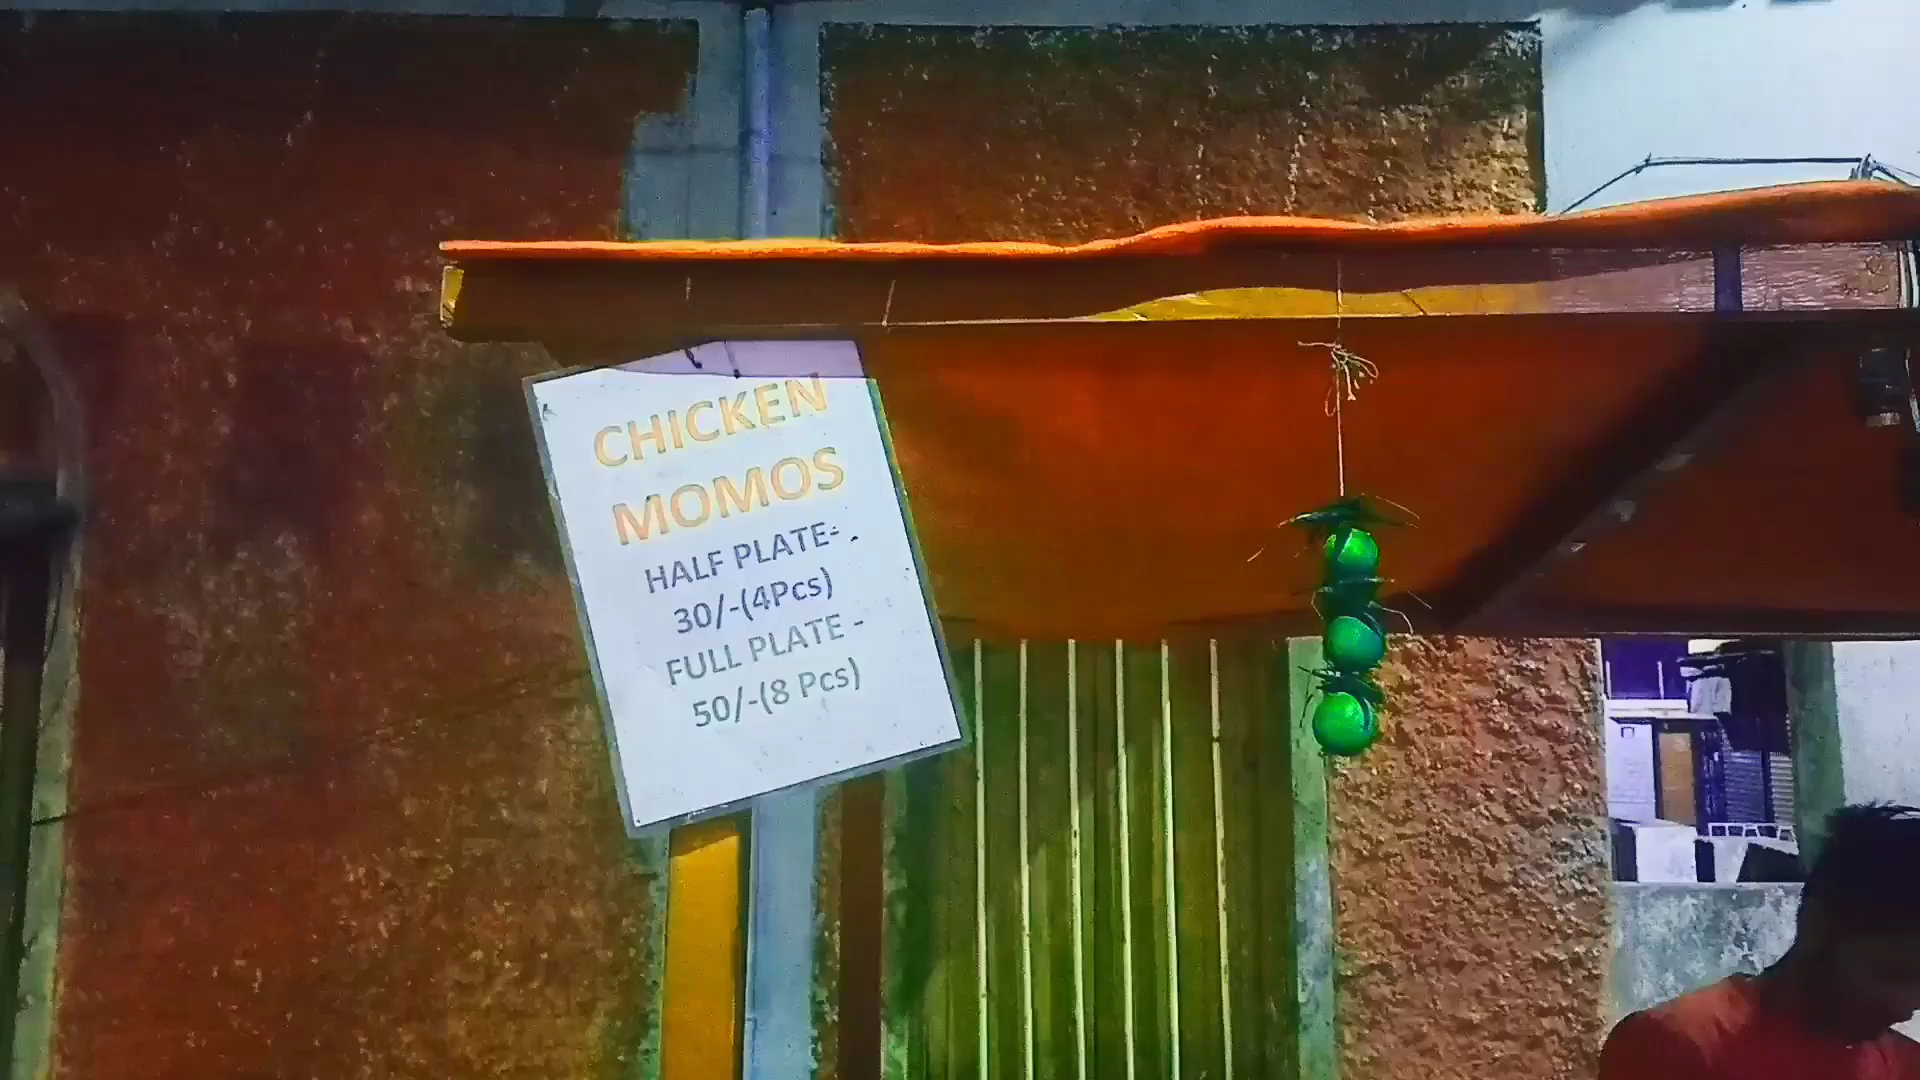 CHICKEN
MOMOS
HALF PLATE-
30/-(4Pcs)
FULL PLATE -
50/-(8 Pcs)